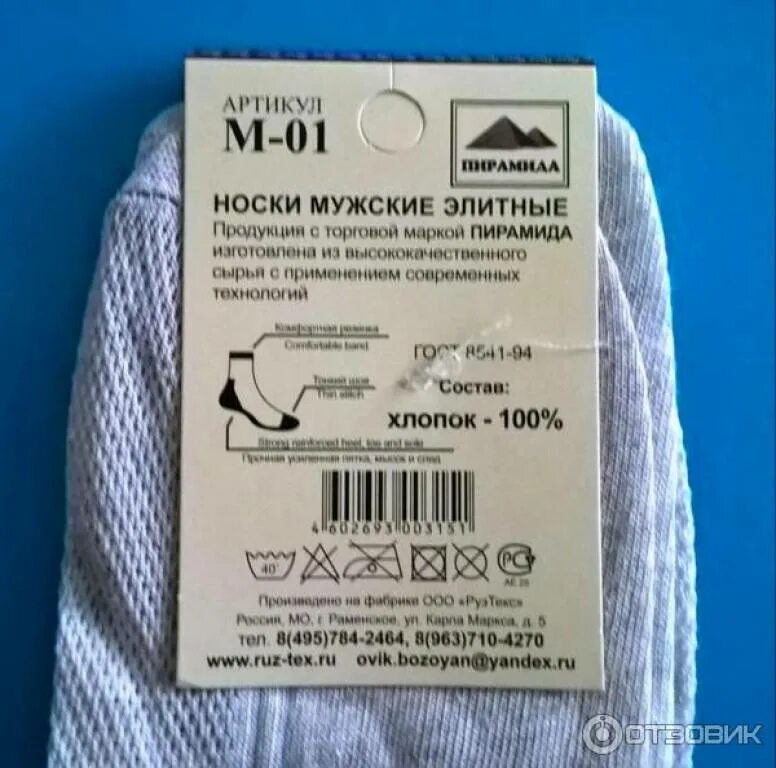 АРТИКУЛ
М-01
ПИРАМИДА
НОСКИ МУЖСКИЕ ЭЛИТНЫЕ
Продукция с торговой маркой ПИРАМИДА
изготовлена из высококачественного
сырья с применением современных
технологий
Комфортная резинка
Comfortable band
ГОСТ 8541-94
Тонкий шов
Thin stitch
Состав:
хлопок - 100%
Strong reinforced heel, toe and sole
Прочная усиленная пятка, мысок и след
4 602693 003151
40°
РС
АЕ 25
Произведено на фабрике ООО «РузТекс»
Россия, МО, г. Раменское, ул. Карла Маркса, д. 5
тел. 8(495)784-2464, 8(963)710-4270
www.ruz-tex.ru ovik.bozoyan@yandex.ru
ОТЗОВИК